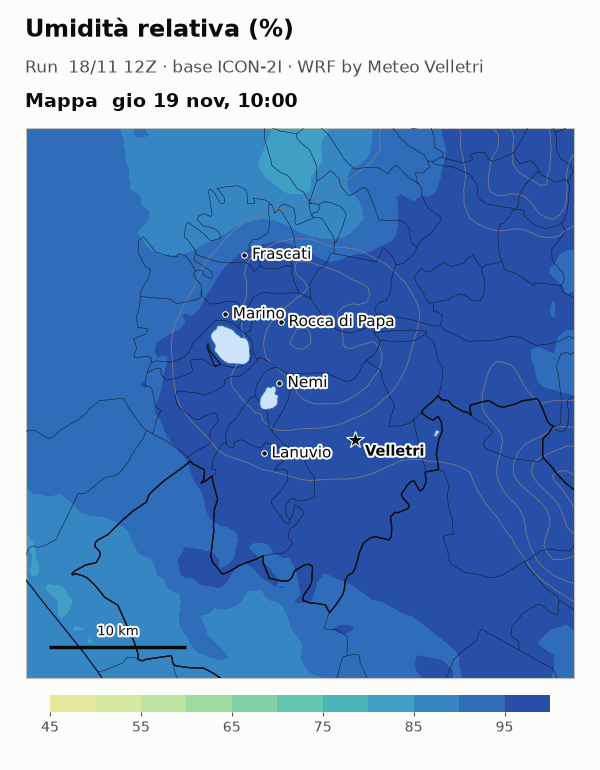 Umidità relativa (%)
Run 18/11 12Z · base ICON-2I · WRF by Meteo Velletri
Mappa gio 19 nov, 10:00
Frascati
Marino
Rocca di Papa
Nemi
Velletri
Lanuvio
10 km
45 55 65 75 85 95